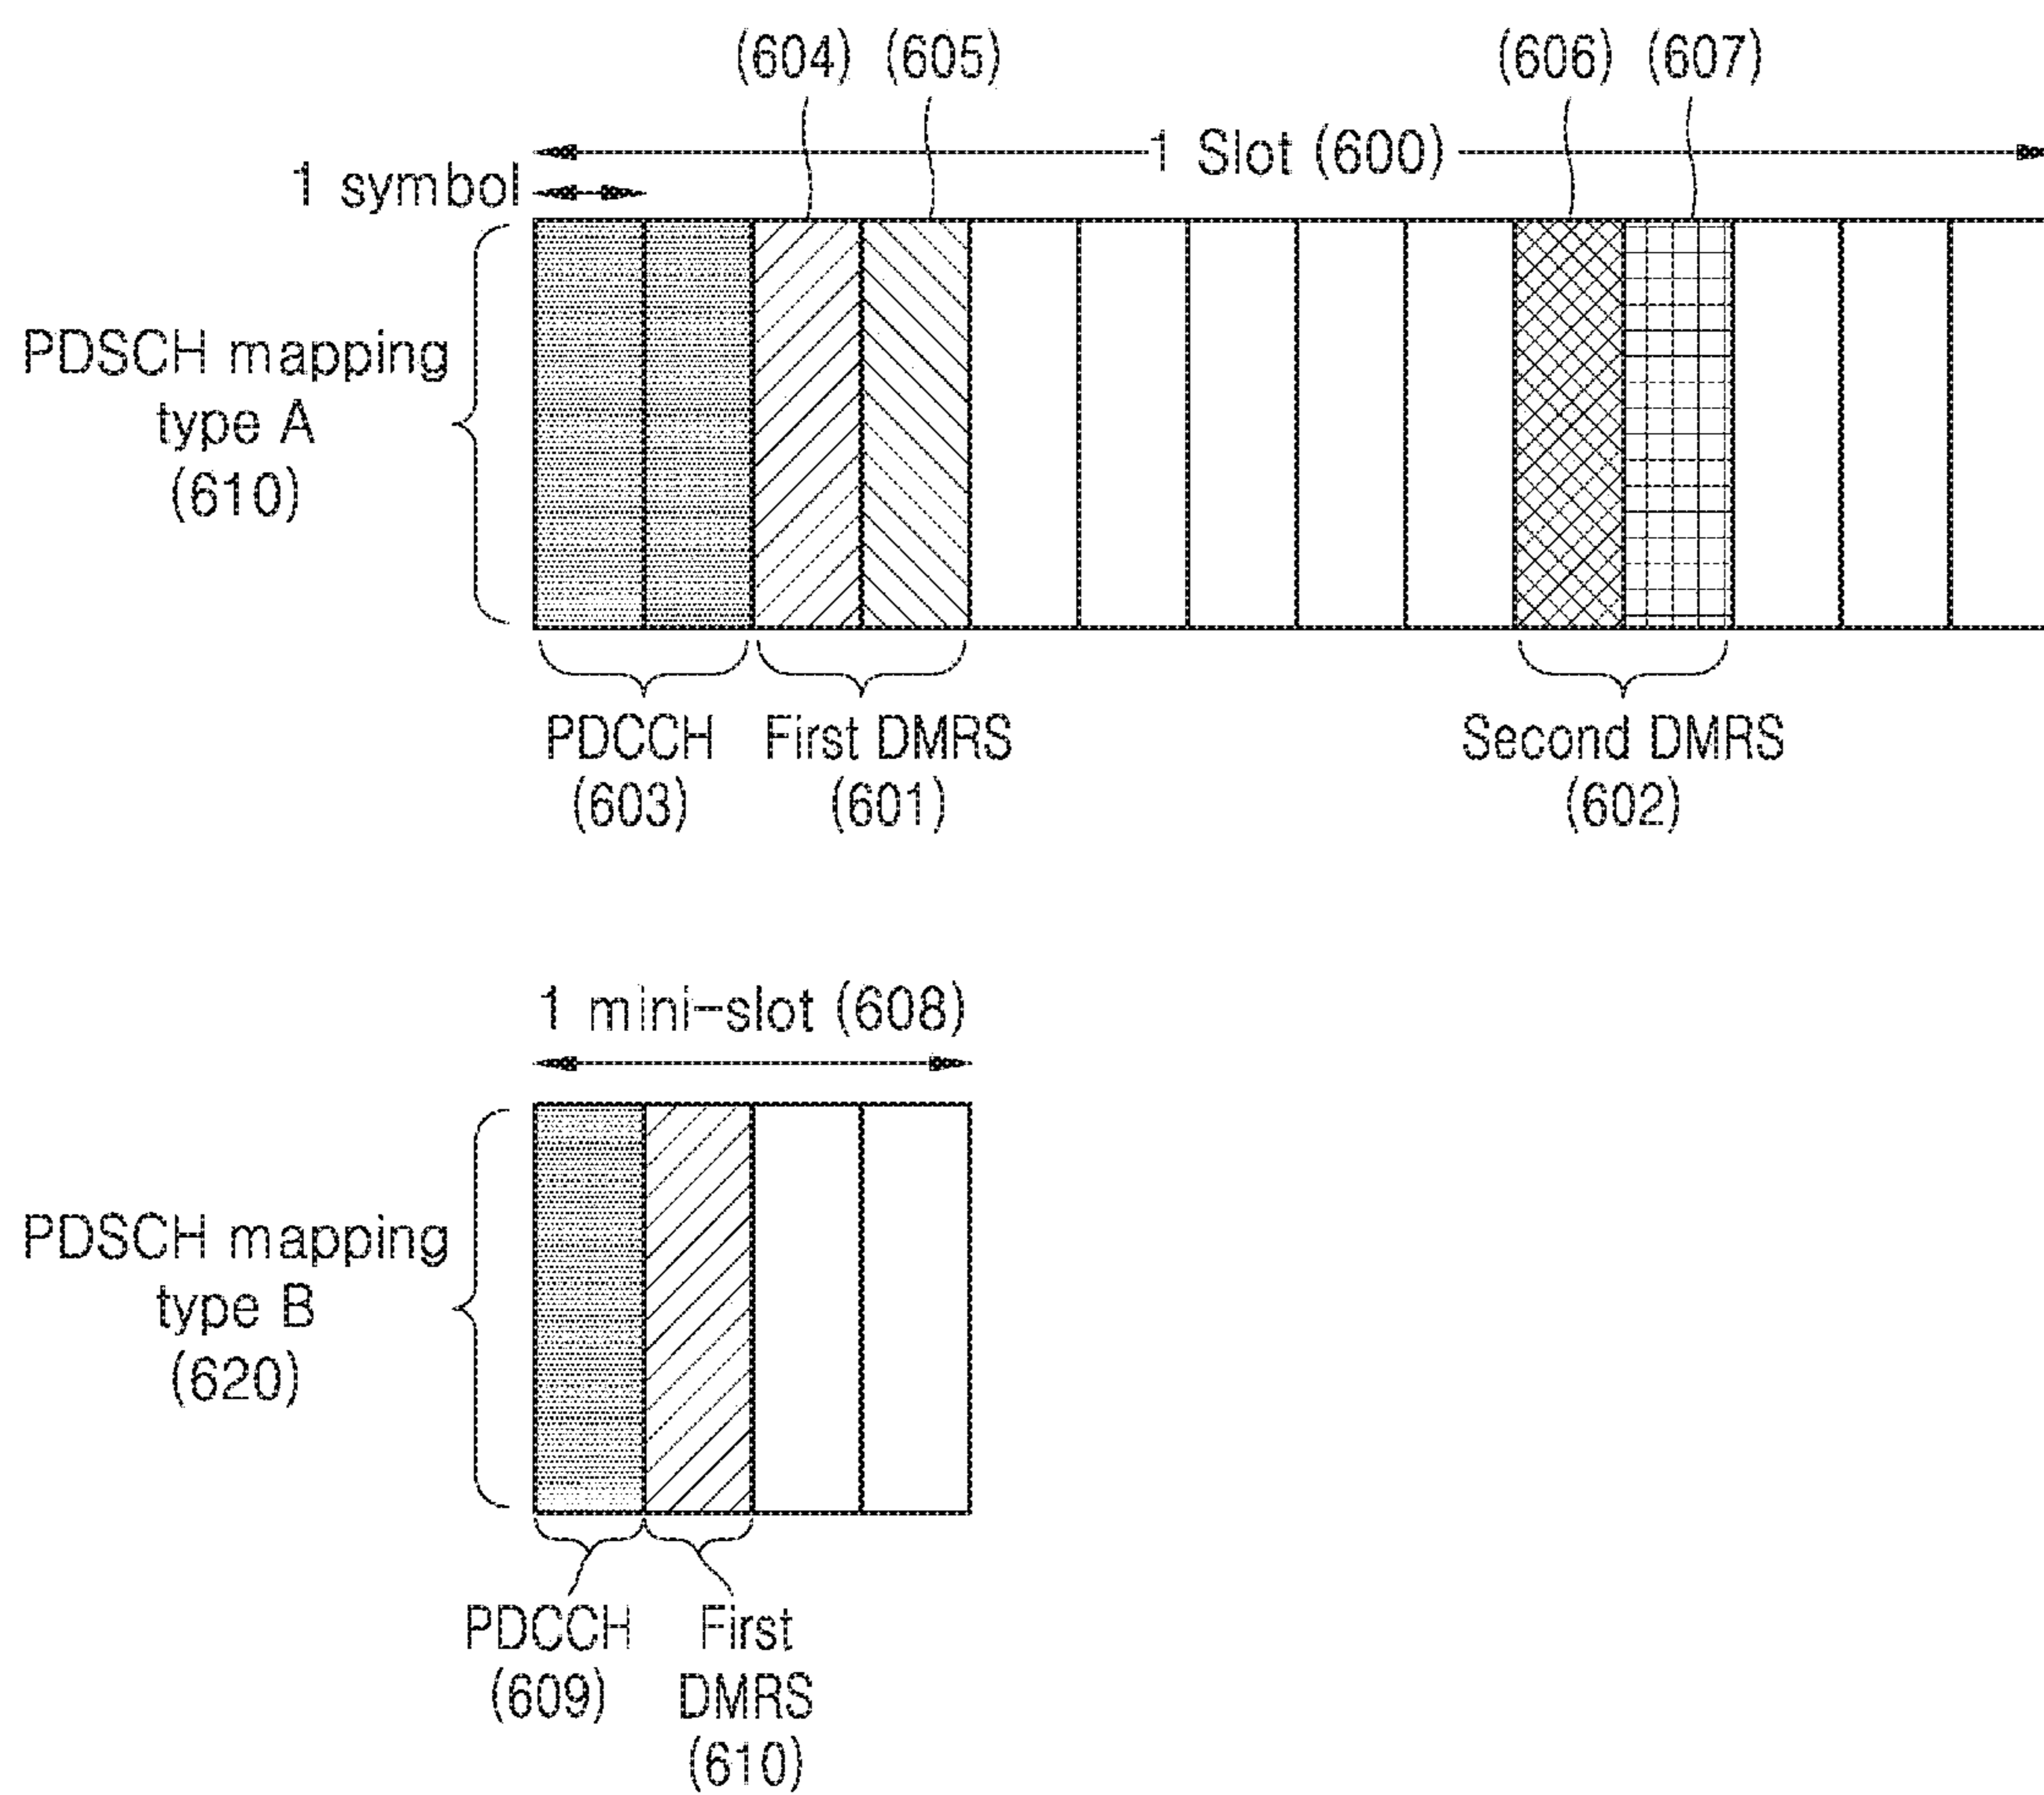 (604) (605) (606) (607)
1 Slot (600)
1 symbol
PDSCH mapping
type A
(610)
PDCCH
(603)
First DMRS
(601)
Second DMRS
(602)
1 mini-slot (608)
PDSCH mapping
type B
(620)
PDCCH
(609)
First
DMRS
(610)